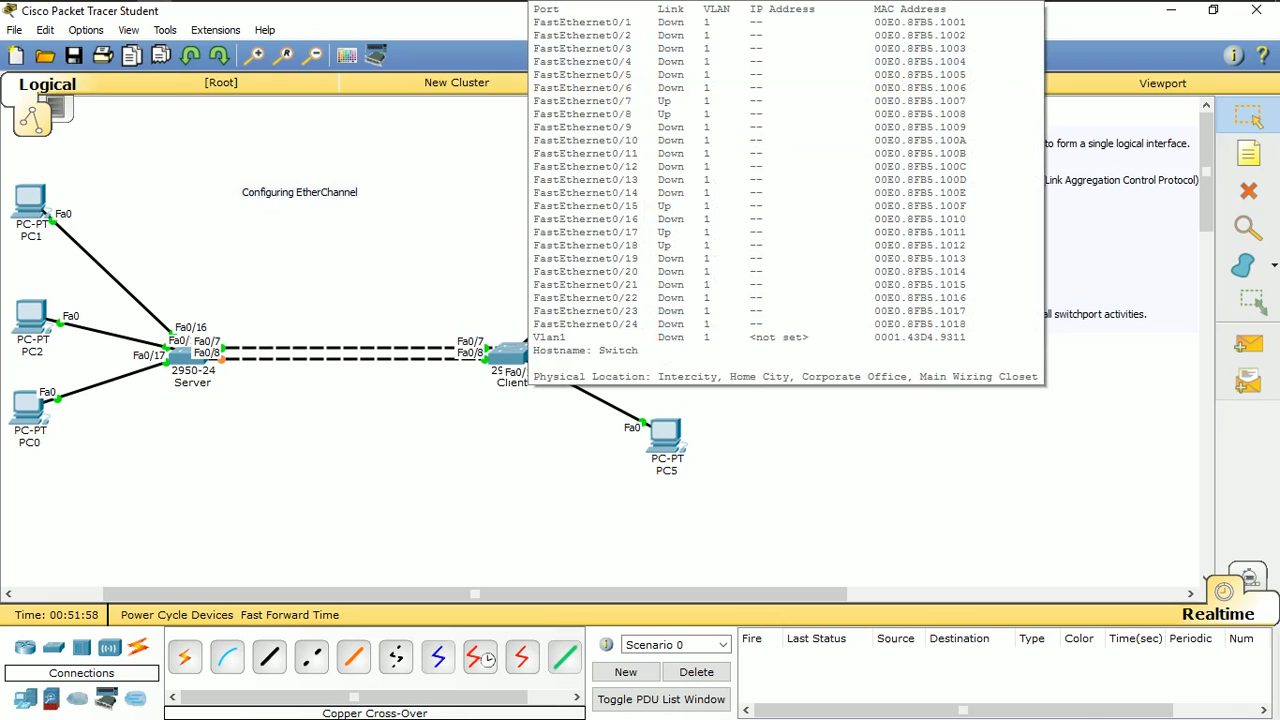 Cisco Packet Tracer Student
File Edit Options View Tools Extensions Help
Logical
[Root]
New Cluster
Viewport
Port Link VLAN IP Address MAC Address
FastEthernet0/1 Down 1 -- 00E0.8FB5.1001
FastEthernet0/2 Down 1 -- 00E0.8FB5.1002
FastEthernet0/3 Down 1 -- 00E0.8FB5.1003
FastEthernet0/4 Down 1 -- 00E0.8FB5.1004
FastEthernet0/5 Down 1 -- 00E0.8FB5.1005
FastEthernet0/6 Down 1 -- 00E0.8FB5.1006
FastEthernet0/7 Up 1 -- 00E0.8FB5.1007
FastEthernet0/8 Up 1 -- 00E0.8FB5.1008
FastEthernet0/9 Down 1 -- 00E0.8FB5.1009
FastEthernet0/10 Down 1 -- 00E0.8FB5.100A
FastEthernet0/11 Down 1 -- 00E0.8FB5.100B
FastEthernet0/12 Down 1 -- 00E0.8FB5.100C
FastEthernet0/13 Down 1 -- 00E0.8FB5.100D
FastEthernet0/14 Down 1 -- 00E0.8FB5.100E
FastEthernet0/15 Up 1 -- 00E0.8FB5.100F
FastEthernet0/16 Down 1 -- 00E0.8FB5.1010
FastEthernet0/17 Up 1 -- 00E0.8FB5.1011
FastEthernet0/18 Up 1 -- 00E0.8FB5.1012
FastEthernet0/19 Down 1 -- 00E0.8FB5.1013
FastEthernet0/20 Down 1 -- 00E0.8FB5.1014
FastEthernet0/21 Down 1 -- 00E0.8FB5.1015
FastEthernet0/22 Down 1 -- 00E0.8FB5.1016
FastEthernet0/23 Down 1 -- 00E0.8FB5.1017
FastEthernet0/24 Down 1 -- 00E0.8FB5.1018
Vlan1 Down 1 <not set> 0001.43D4.9311
Hostname: Switch
Physical Location: Intercity, Home City, Corporate Office, Main Wiring Closet
to form a single logical interface.
Link Aggregation Control Protocol)
all switchport activities.
Configuring EtherChannel
Fa0
PC-PT
PC1
Fa0
PC-PT
PC2
Fa0
PC-PT
PC0
Fa0/16
Fa0/
Fa0/7
Fa0/17
Fa0/8
2950-24
Server
Fa0/7
Fa0/8
29
Client
Fa0/
Fa0
PC-PT
PC5
Time: 00:51:58
Power Cycle Devices Fast Forward Time
Realtime
Connections
Copper Cross-Over
Scenario 0
New
Delete
Toggle PDU List Window
Fire Last Status Source Destination Type Color Time(sec) Periodic Num